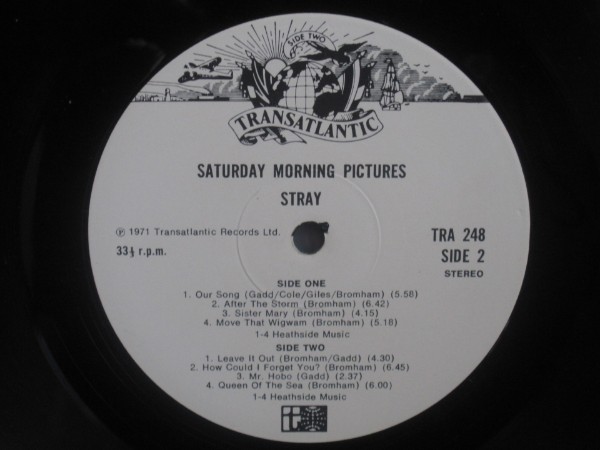 SIDE TWO
TRANSATLANTIC
SATURDAY MORNING PICTURES
STRAY
℗ 1971 Transatlantic Records Ltd.
33⅓ r.p.m.
TRA 248
SIDE 2
STEREO
SIDE ONE
1. Our Song (Gadd/Cole/Giles/Bromham) (5.56)
2. After The Storm (Bromham) (6.42)
3. Sister Mary (Bromham) (4.15)
4. Move That Wigwam (Bromham) (5.18)
1-4 Heathside Music
SIDE TWO
1. Leave It Out (Bromham/Gadd) (4.30)
2. How Could I Forget You? (Bromham) (6.45)
3. Mr. Hobo (Gadd) (2.37)
4. Queen Of The Sea (Bromham) (6.00)
1-4 Heathside Music